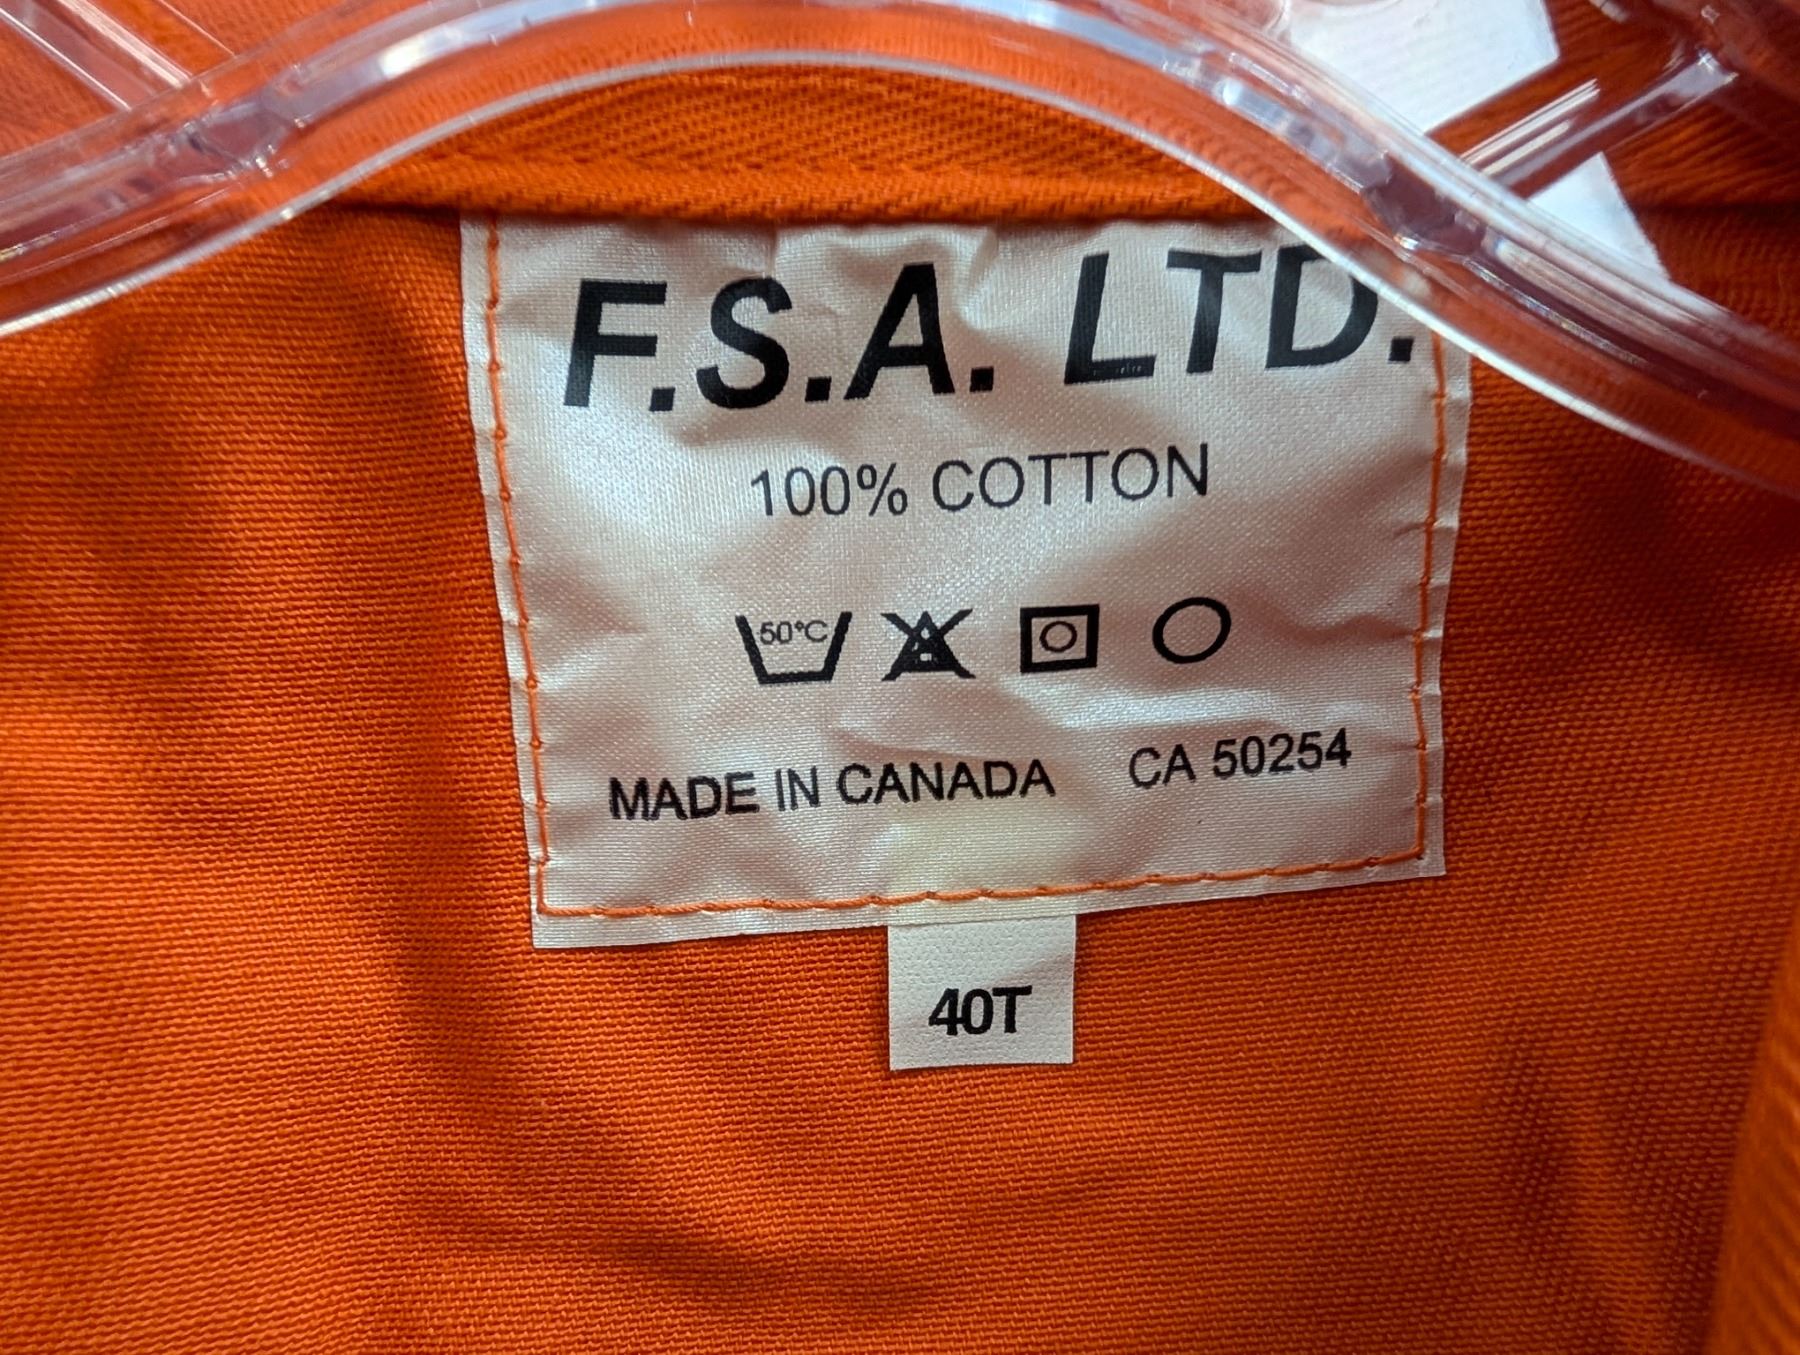 F.S.A. LTD.
100% COTTON
50°C
MADE IN CANADA CA 50254
40T